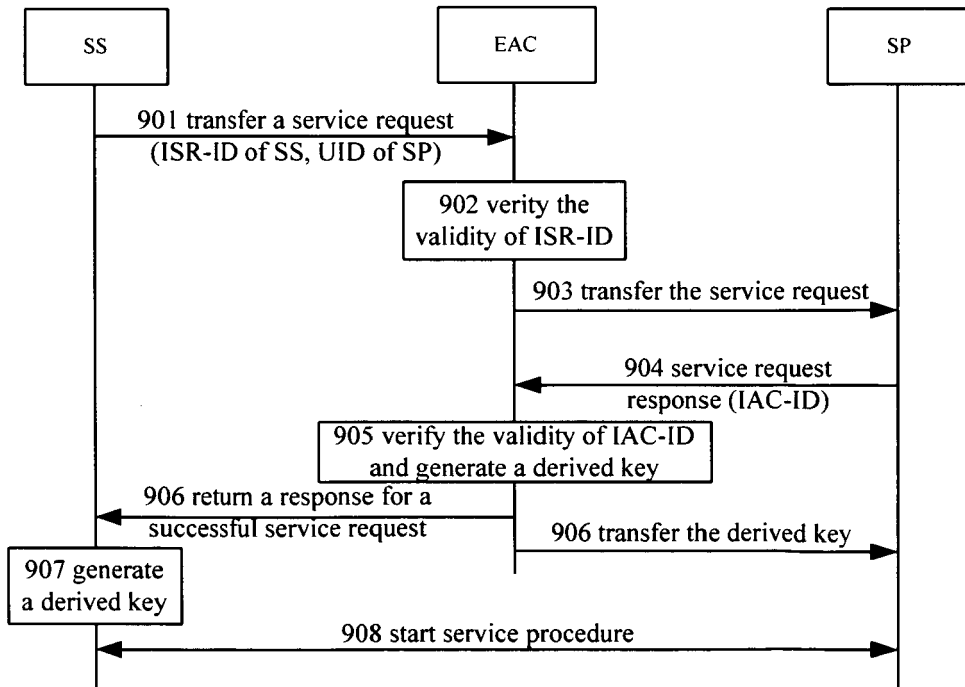 SS
EAC
SP
901 transfer a service request
(ISR-ID of SS, UID of SP)
902 verity the
validity of ISR-ID
903 transfer the service request
904 service request
response (IAC-ID)
905 verify the validity of IAC-ID
and generate a derived key
906 return a response for a
successful service request
906 transfer the derived key
907 generate
a derived key
908 start service procedure